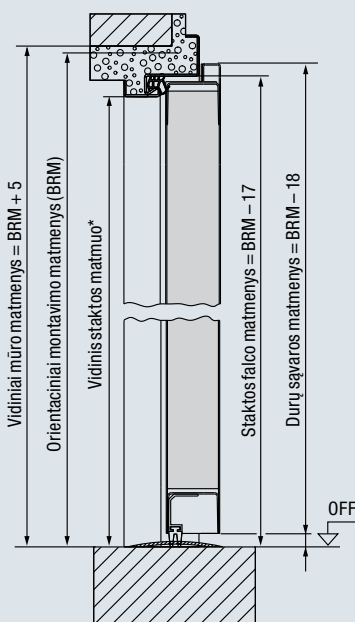 Vidiniai mūro matmenys = BRM + 5
Orientaciniai montavimo matmenys (BRM)
Vidinis staktos matmuo*
Staktos falco matmenys = BRM – 17
Durų sąvaros matmenys = BRM – 18
OFF